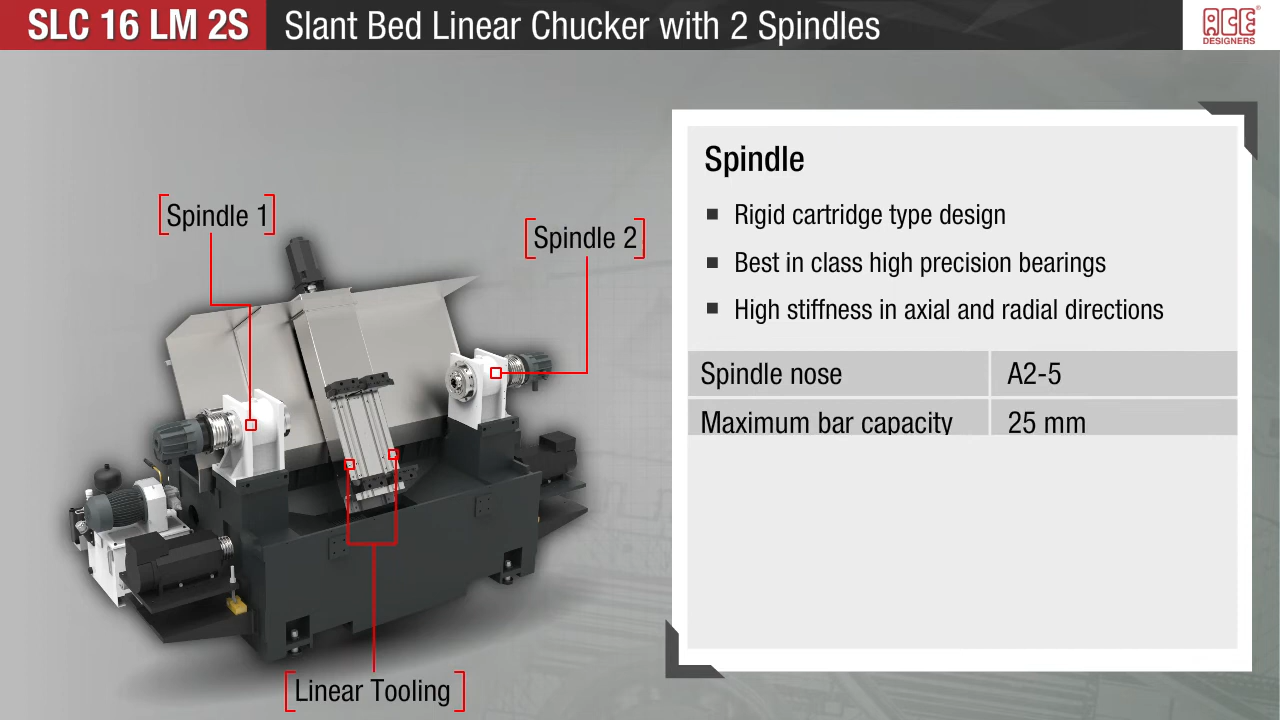 SLC 16 LM 2S
Slant Bed Linear Chucker with 2 Spindles
ACE
DESIGNERS
Spindle 1
Spindle 2
Linear Tooling
Spindle
Rigid cartridge type design
Best in class high precision bearings
High stiffness in axial and radial directions
Spindle nose A2-5
Maximum bar capacity 25 mm